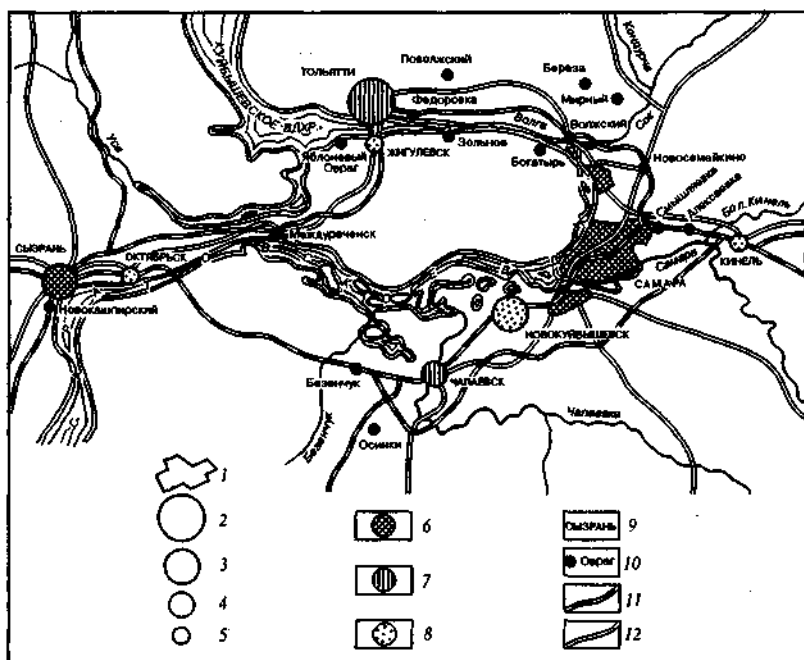 Кондурча
Поволжский
Береза
ТОЛЬЯТТИ
КУЙБЫШЕВСКОЕ ВДХР.
Федоровка
Мирный
Сок
Волга
Волжский
Уса
Яблоневый
Овраг
ЖИГУЛЕВСК
Зольное
Богатырь
Новосемейкино
Смышляевка
Алексеевка
Бол. Кинель
Междуреченск
СЫЗРАНЬ
ОКТЯБРЬСК
Самара
КИНЕЛЬ
САМАРА
Новокашпирский
НОВОКУЙБЫШЕВСК
Безенчук
ЧАПАЕВСК
Чапаевка
Безенчук
Осинки
1
2
3
4
5
6
7
8
СЫЗРАНЬ 9
Овраг 10
11
12